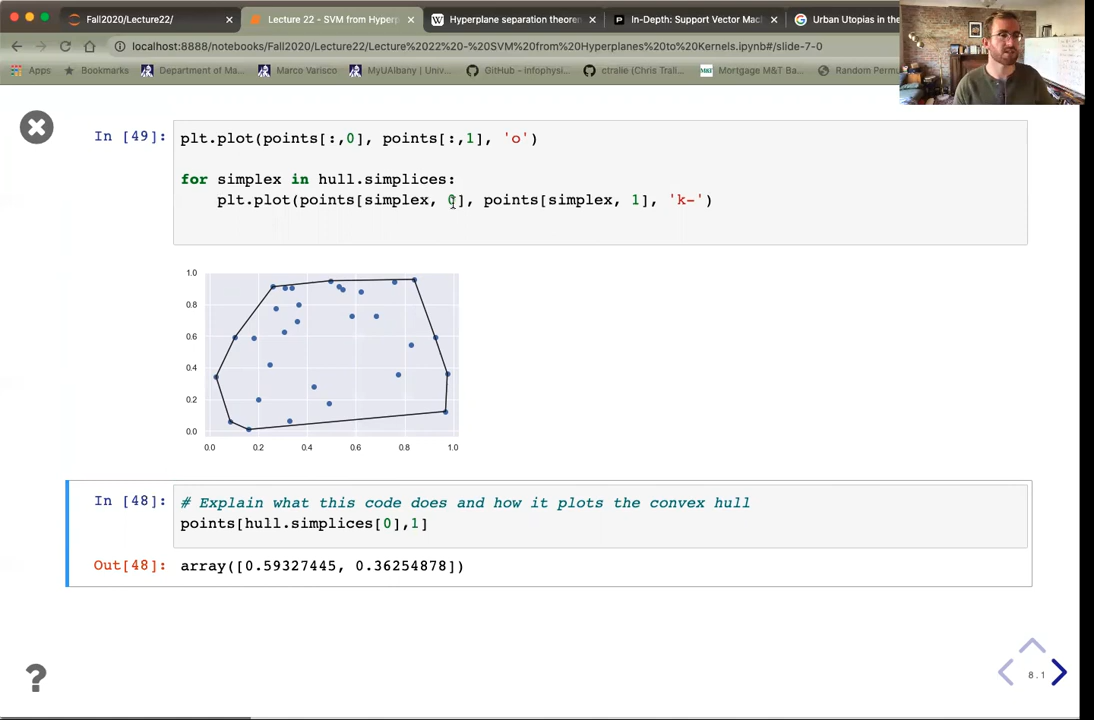 Fall2020/Lecture22/
Lecture 22 - SVM from Hyperp
Hyperplane separation theorem
In-Depth: Support Vector Mac
Urban Utopias in the
localhost:8888/notebooks/Fall2020/Lecture22/Lecture%2022%20-%20SVM%20from%20Hyperplanes%20to%20Kernels.ipynb#/slide-7-0
Apps
Bookmarks
Department of Ma...
Marco Varisco
MyUAlbany | Univ...
GitHub - Infophysi...
ctralie (Chris Trali...
M&T
Mortgage M&T Ba...
Random Permu
In [49]:
plt.plot(points[:,0], points[:,1], 'o')
for simplex in hull.simplices:
plt.plot(points[simplex, 0], points[simplex, 1], 'k-')
1.0
0.8
0.6
0.4
0.2
0.0
0.0 0.2 0.4 0.6 0.8 1.0
In [48]:
# Explain what this code does and how it plots the convex hull
points[hull.simplices[0],1]
Out[48]: array([0.59327445, 0.36254878])
?
8.1